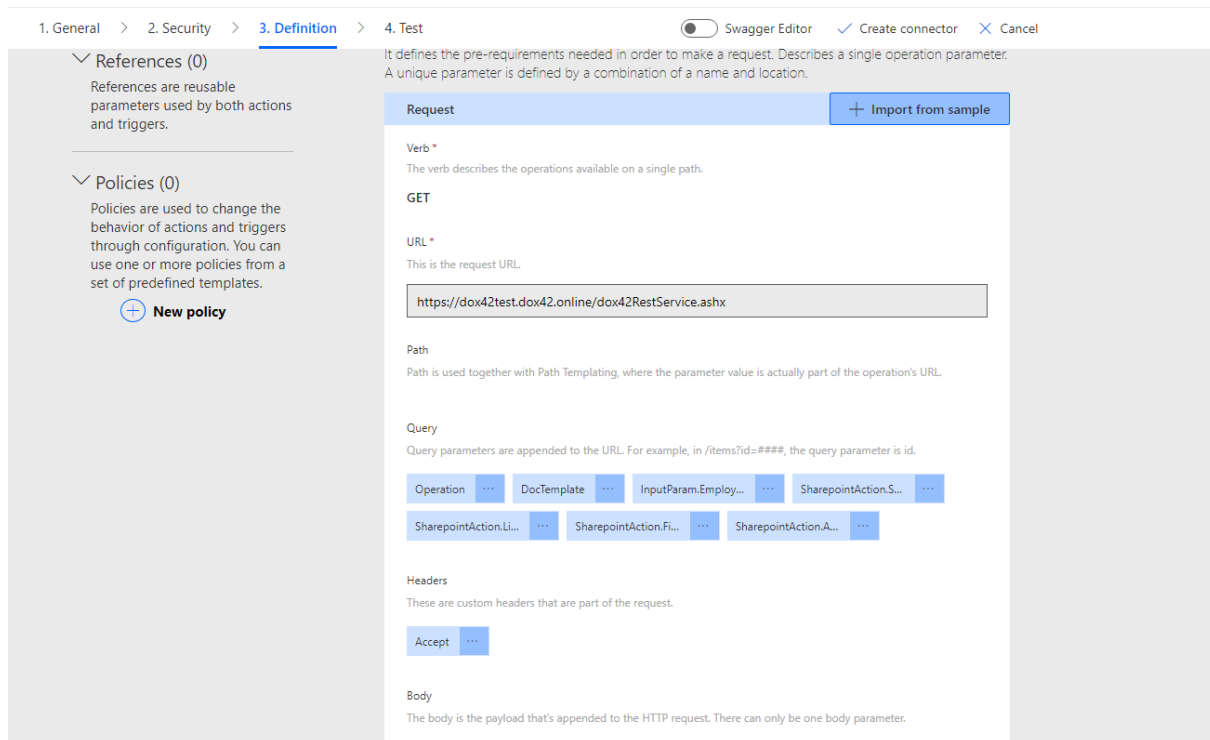 1. General > 2. Security > 3. Definition > 4. Test Swagger Editor Create connector Cancel
References (0)
References are reusable
parameters used by both actions
and triggers.
Policies (0)
Policies are used to change the
behavior of actions and triggers
through configuration. You can
use one or more policies from a
set of predefined templates.
New policy
It defines the pre-requirements needed in order to make a request. Describes a single operation parameter.
A unique parameter is defined by a combination of a name and location.
Request + Import from sample
Verb *
The verb describes the operations available on a single path.
GET
URL *
This is the request URL.
https://dox42test.dox42.online/dox42RestService.ashx
Path
Path is used together with Path Templating, where the parameter value is actually part of the operation's URL.
Query
Query parameters are appended to the URL. For example, in /items?id=####, the query parameter is id.
Operation ... DocTemplate ... InputParam.Employ... ... SharepointAction.S... ...
SharepointAction.Li... ... SharepointAction.Fi... ... SharepointAction.A... ...
Headers
These are custom headers that are part of the request.
Accept ...
Body
The body is the payload that's appended to the HTTP request. There can only be one body parameter.